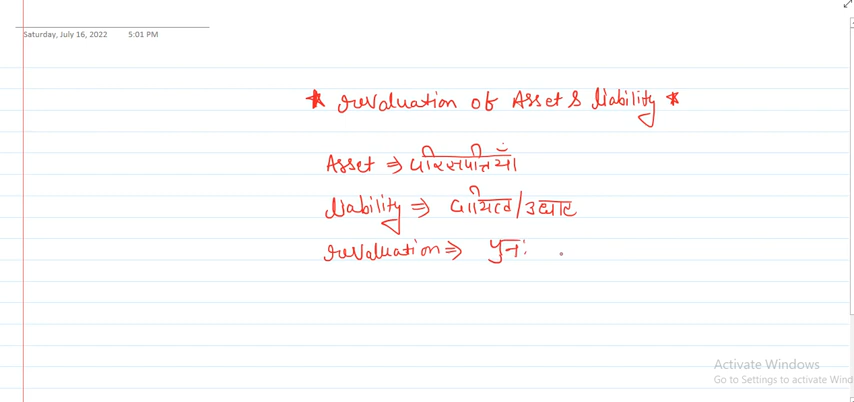 Saturday, July 16, 2022 5:01 PM
* revaluation of Asset & liability *
Asset ⇒ परिसंपत्तियां
liability ⇒ दायित्व/उधार
revaluation ⇒ पुनः
Activate Windows
Go to Settings to activate Wind